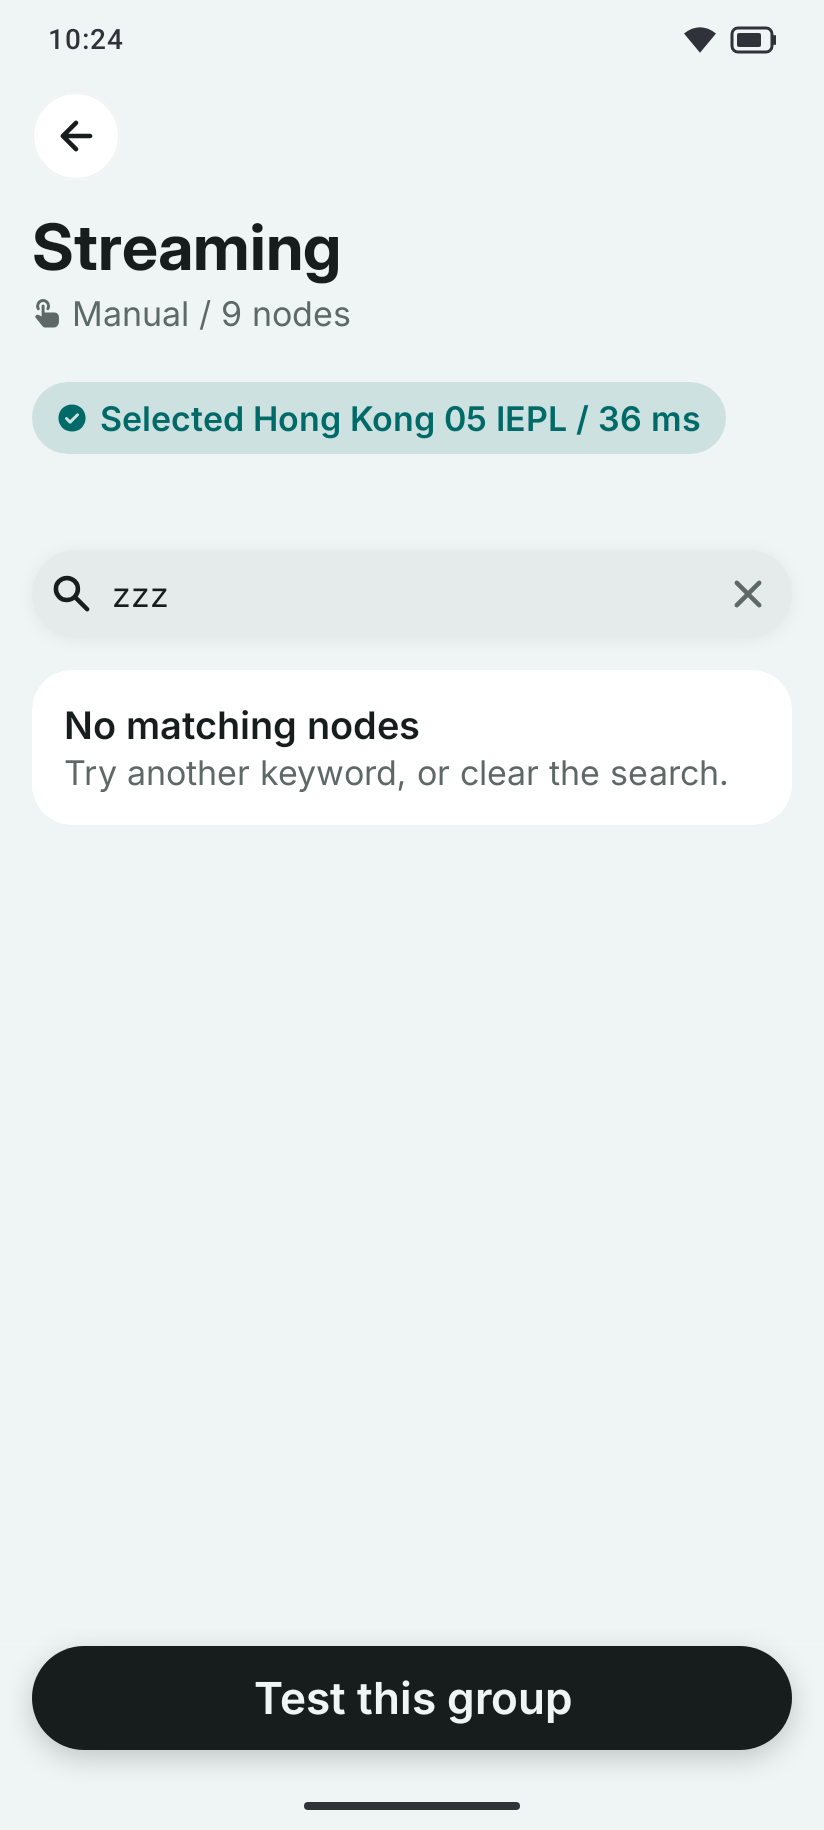 10:24
Streaming
Manual / 9 nodes
Selected Hong Kong 05 IEPL / 36 ms
zzz
No matching nodes
Try another keyword, or clear the search.
Test this group